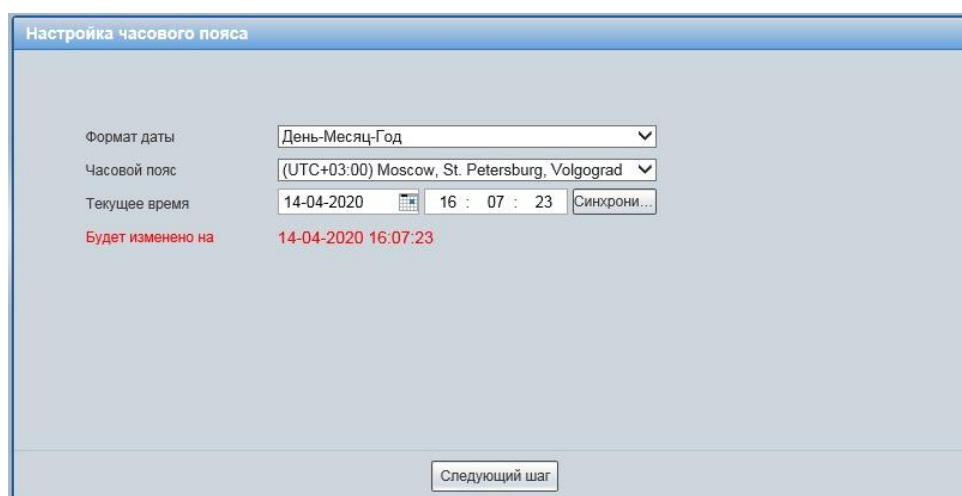 Настройка часового пояса
Формат даты День-Месяц-Год
Часовой пояс (UTC+03:00) Moscow, St. Petersburg, Volgograd
Текущее время 14-04-2020 16 : 07 : 23 Синхрони...
Будет изменено на 14-04-2020 16:07:23
Следующий шаг